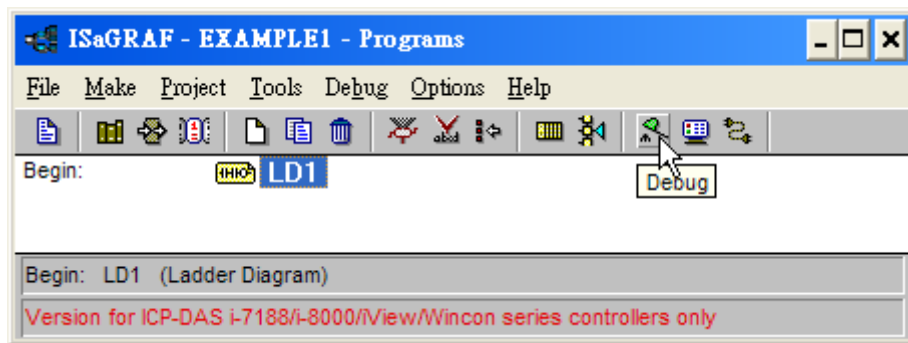 ISaGRAF - EXAMPLE1 - Programs
File Make Project Tools Debug Options Help
Begin: LD1
Debug
Begin: LD1 (Ladder Diagram)
Version for ICP-DAS i-7188/i-8000/iView/Wincon series controllers only